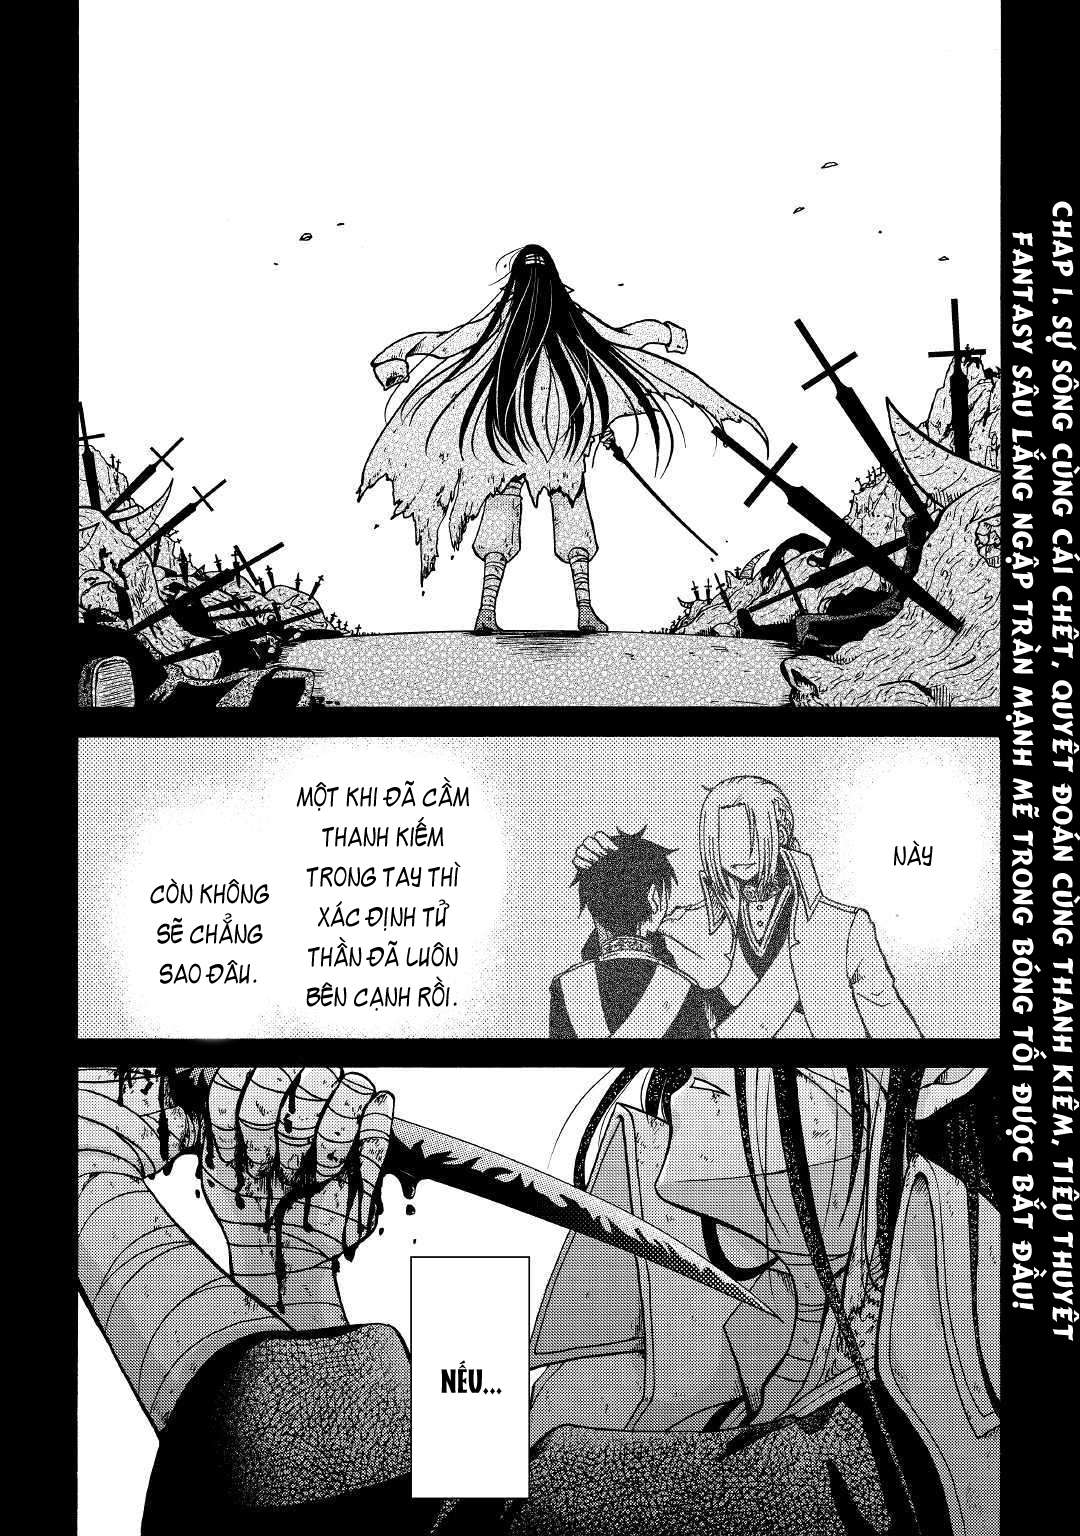 CHAP 1. SỰ SỐNG CÙNG CÁI CHẾT, QUYẾT ĐOÁN CÙNG THANH KIẾM, TIỂU THUYẾT
FANTASY SÂU LẮNG NGẬP TRÀN MẠNH MẼ TRONG BÓNG TỐI ĐƯỢC BẮT ĐẦU!
NÀY
MỘT KHI ĐÃ CẦM
THANH KIẾM
TRONG TAY THÌ
XÁC ĐỊNH TỬ
THẦN ĐÃ LUÔN
BÊN CẠNH RỒI.
CÒN KHÔNG
SẼ CHẲNG
SAO ĐÂU.
NẾU...